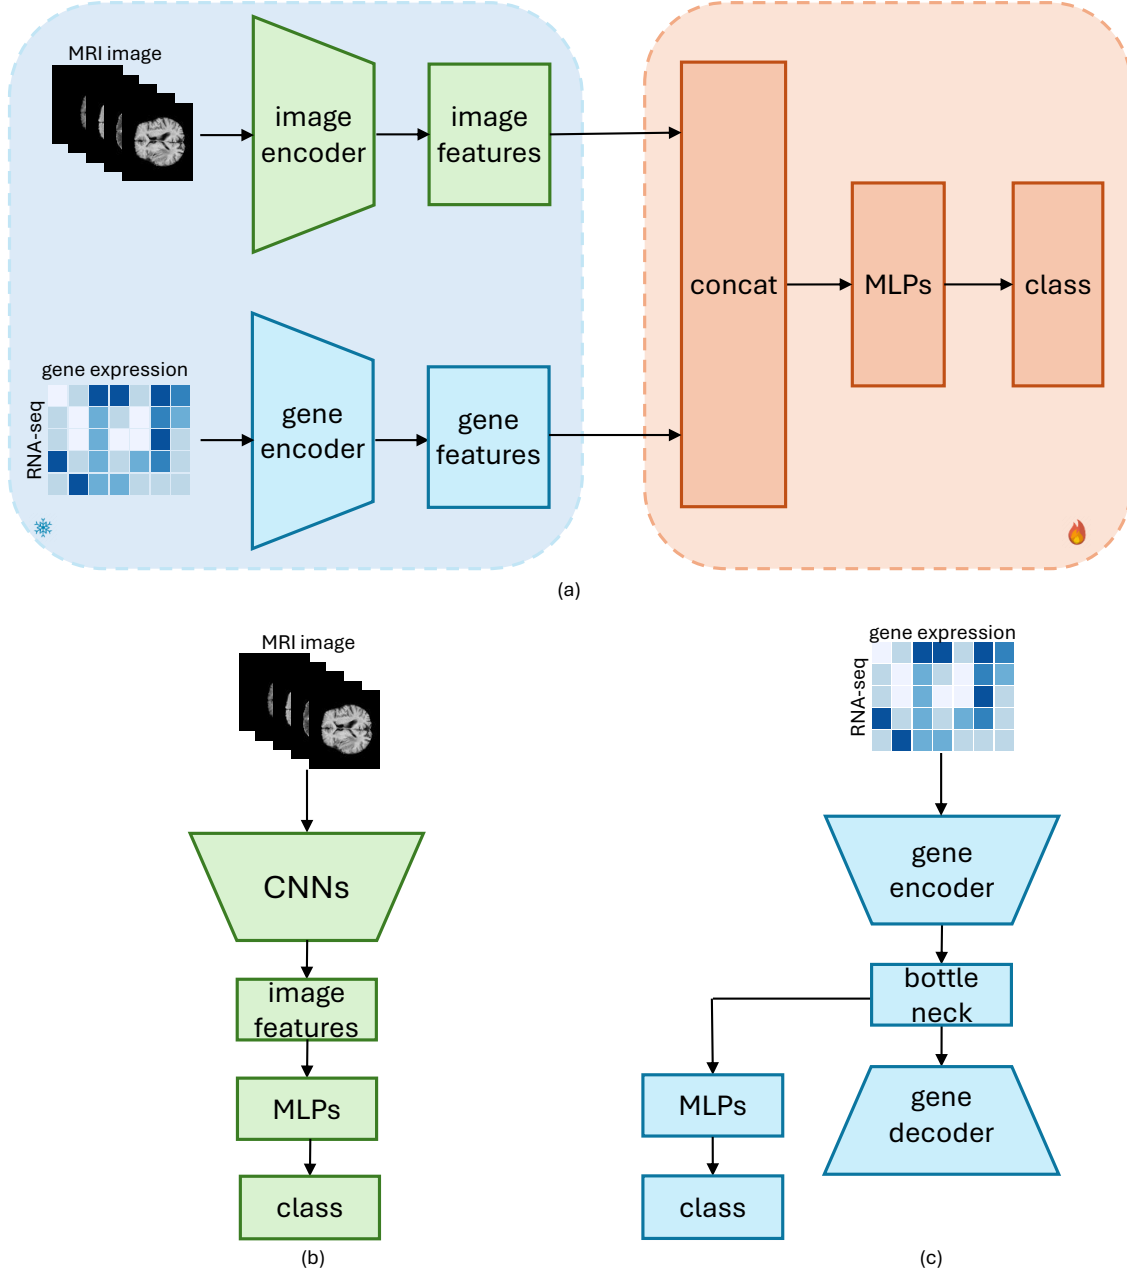 MRI image
image
encoder
image
features
gene expression
RNA-seq
gene
encoder
gene
features
concat
MLPs
class
(a)
MRI image
CNNs
image
features
MLPs
class
(b)
gene expression
RNA-seq
gene
encoder
bottle
neck
gene
decoder
MLPs
class
(c)